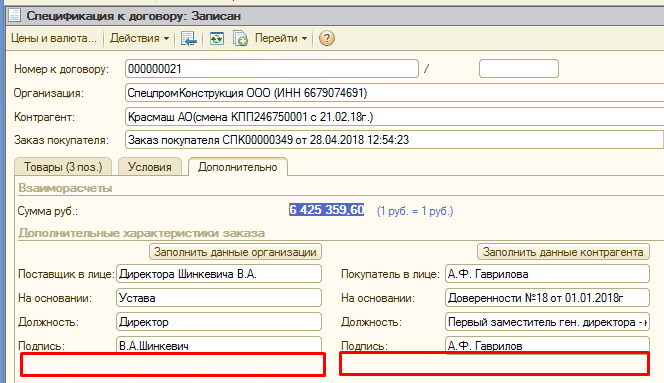 Спецификация к договору: Записан
Цены и валюта... Действия Перейти ?
Номер к договору: 000000021 /
Организация: СпецпромКонструкция ООО (ИНН 6679074691)
Контрагент: Красмаш АО(смена КПП246750001 с 21.02.18г.)
Заказ покупателя: Заказ покупателя СПК00000349 от 28.04.2018 12:54:23
Товары (3 поз.) Условия Дополнительно
Взаиморасчеты
Сумма руб.: 6 425 359,60 (1 руб. = 1 руб.)
Дополнительные характеристики заказа
Заполнить данные организации Заполнить данные контрагента
Поставщик в лице: Директора Шинкевича В.А. Покупатель в лице: А.Ф. Гаврилова
На основании: Устава На основании: Доверенности №18 от 01.01.2018г
Должность: Директор Должность: Первый заместитель ген. директора -
Подпись: В.А.Шинкевич Подпись: А.Ф. Гаврилов